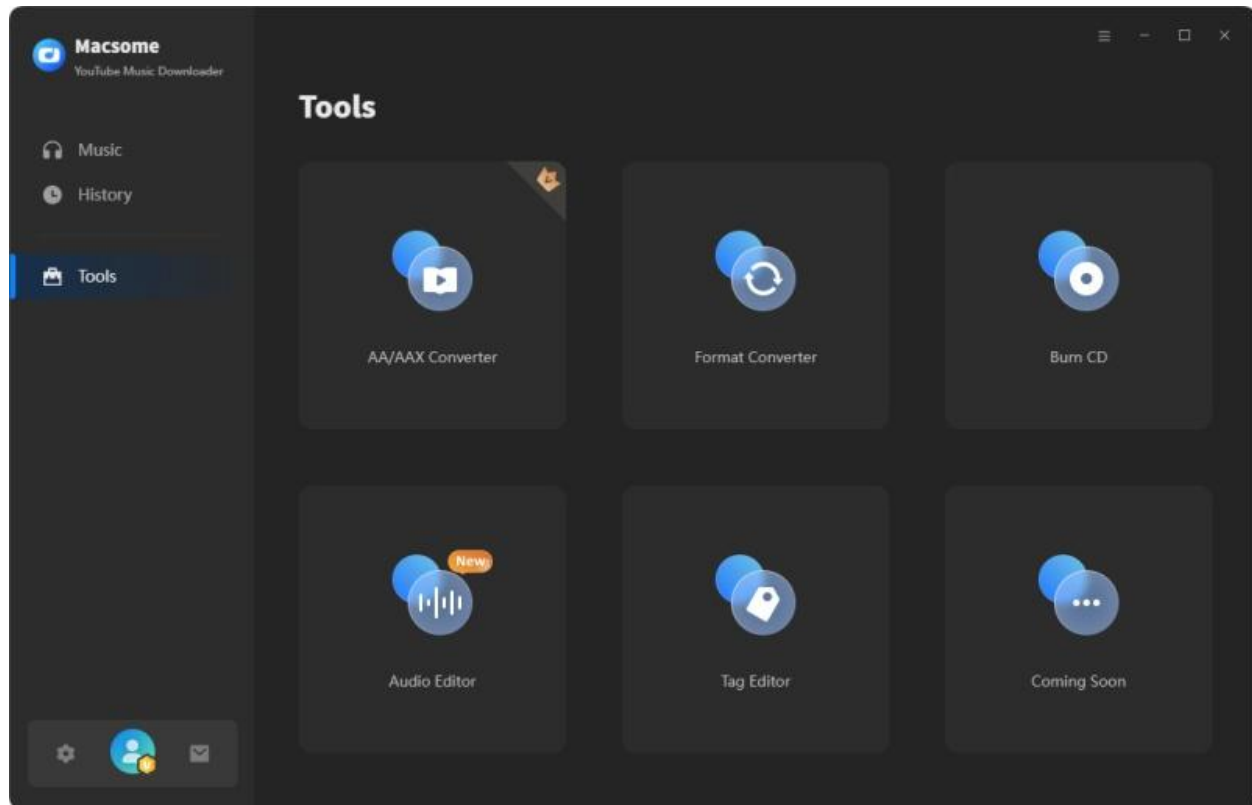 Macsome
YouTube Music Downloader
Music
History
Tools
Tools
AA/AAX Converter
Format Converter
Burn CD
New
Audio Editor
Tag Editor
Coming Soon